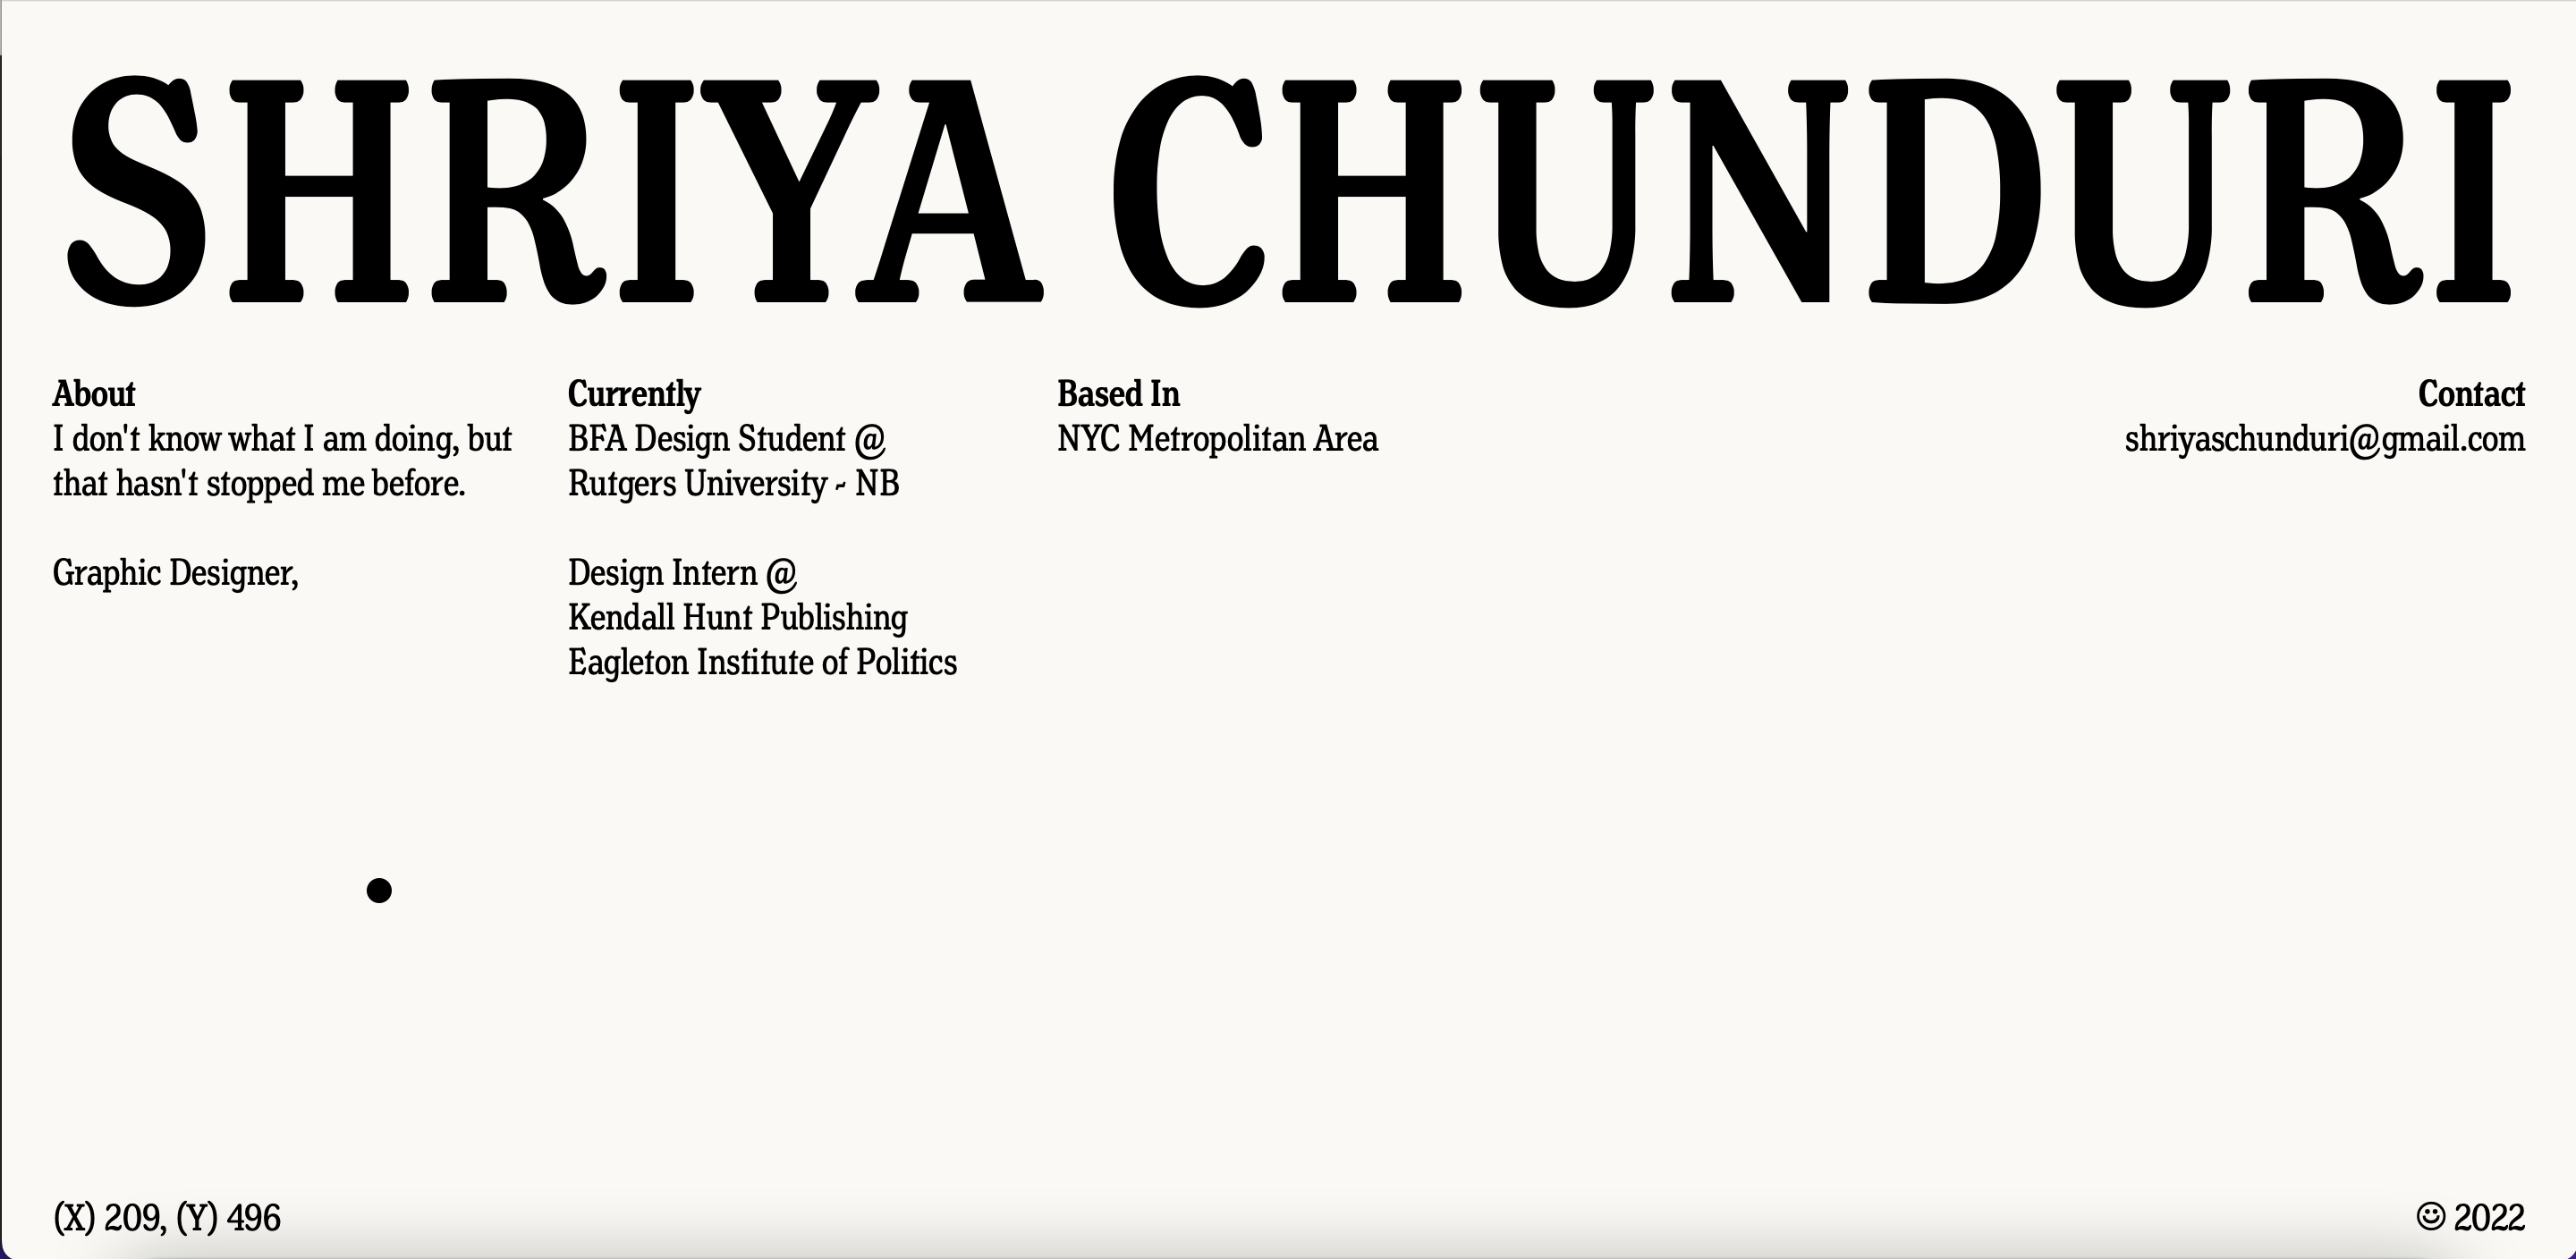 SHRIYA CHUNDURI
About
I don't know what I am doing, but
that hasn't stopped me before.
Graphic Designer,
Currently
BFA Design Student @
Rutgers University - NB
Design Intern @
Kendall Hunt Publishing
Eagleton Institute of Politics
Based In
NYC Metropolitan Area
Contact
shriyaschunduri@gmail.com
(X) 209, (Y) 496
☺ 2022